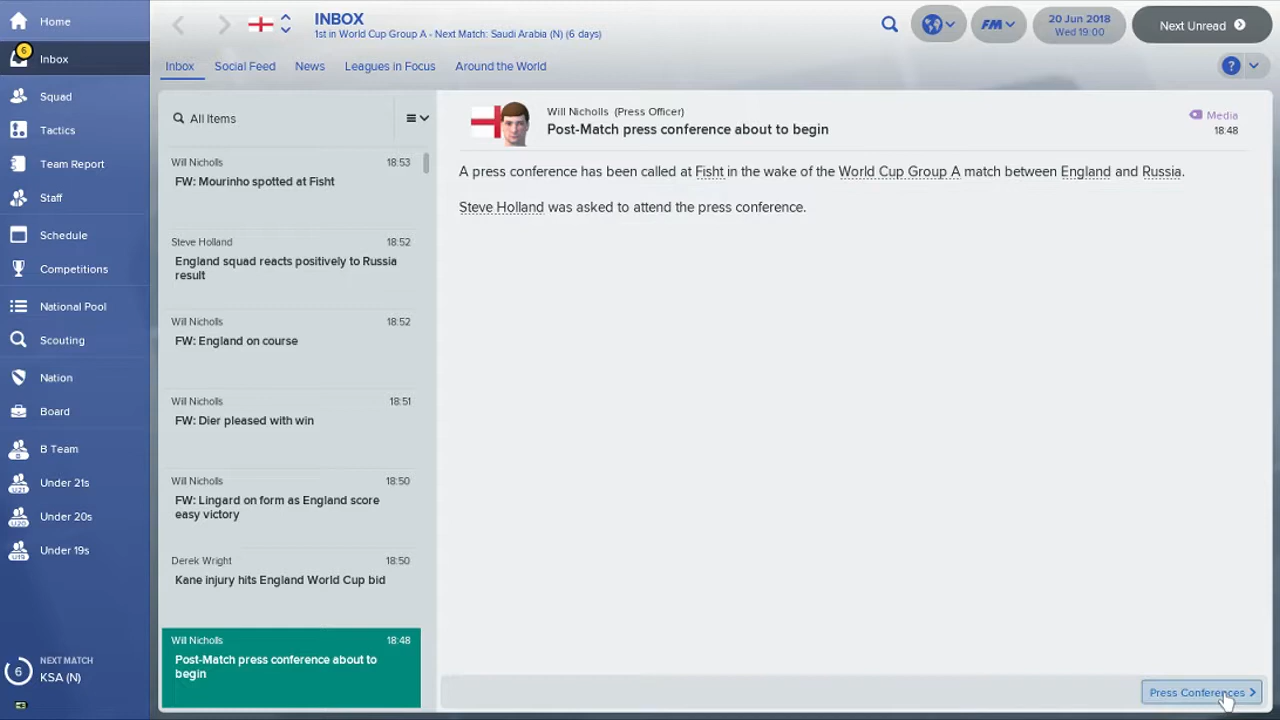 Home
6
Inbox
Squad
Tactics
Team Report
Staff
Schedule
Competitions
National Pool
Scouting
Nation
Board
B Team
Under 21s
Under 20s
Under 19s
6
NEXT MATCH
KSA (N)
INBOX
1st in World Cup Group A - Next Match: Saudi Arabia (N) (6 days)
FM
20 Jun 2018
Wed 19:00
Next Unread
Inbox
Social Feed
News
Leagues in Focus
Around the World
?
All Items
Will Nicholls 18:53
FW: Mourinho spotted at Fisht
Steve Holland 18:52
England squad reacts positively to Russia
result
Will Nicholls 18:52
FW: England on course
Will Nicholls 18:51
FW: Dier pleased with win
Will Nicholls 18:50
FW: Lingard on form as England score
easy victory
Derek Wright 18:50
Kane injury hits England World Cup bid
Will Nicholls 18:48
Post-Match press conference about to
begin
Will Nicholls (Press Officer)
Post-Match press conference about to begin
Media
18:48
A press conference has been called at Fisht in the wake of the World Cup Group A match between England and Russia.
Steve Holland was asked to attend the press conference.
Press Conferences